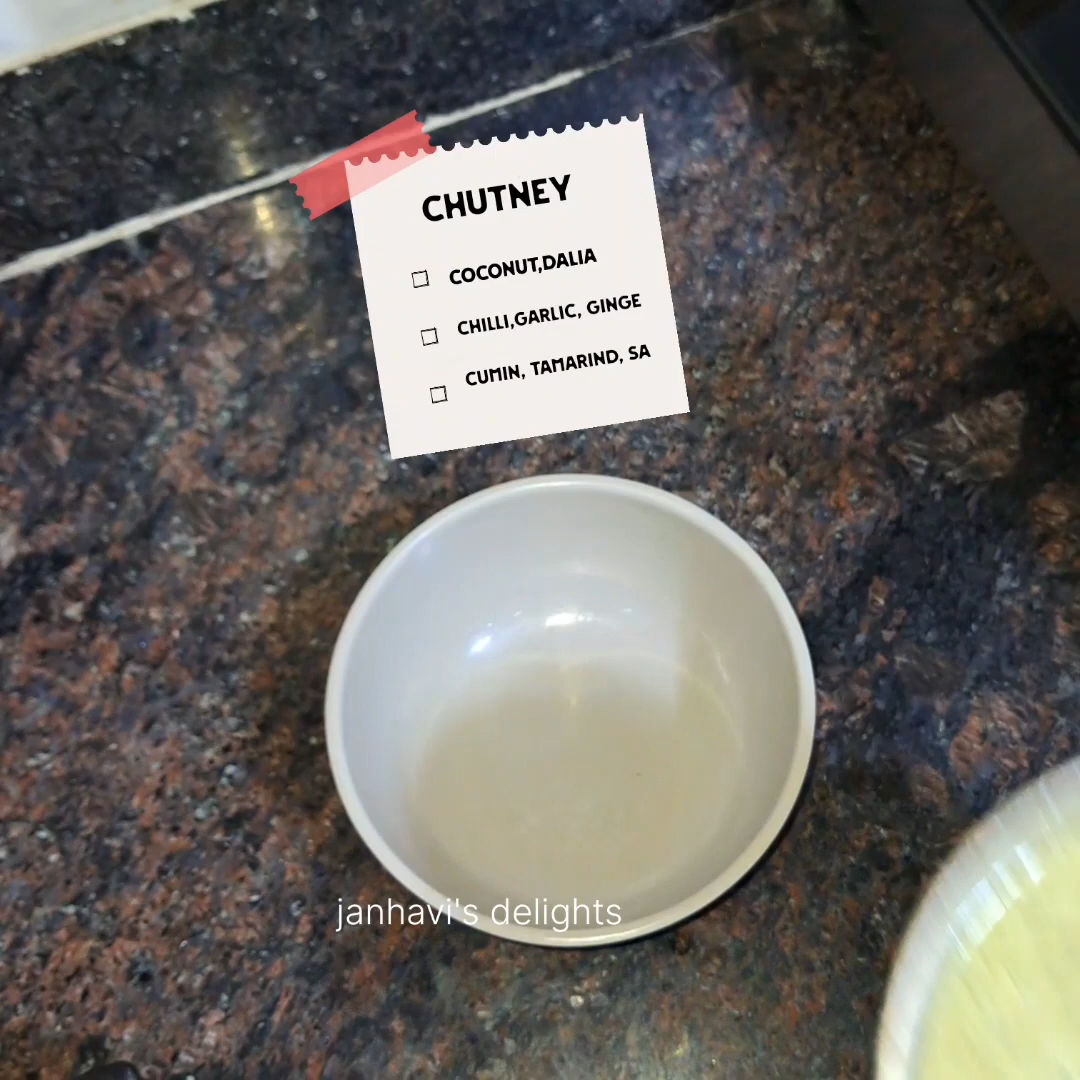 CHUTNEY
COCONUT,DALIA
CHILLI,GARLIC, GINGE
CUMIN, TAMARIND, SA
janhavi's delights